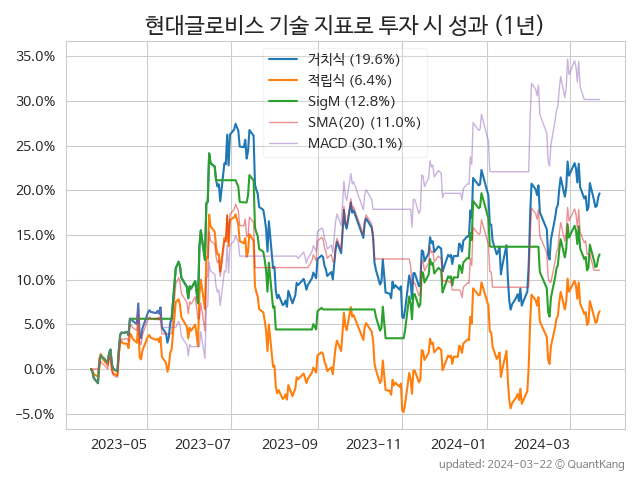 현대글로비스 기술 지표로 투자 시 성과 (1년)
거치식 (19.6%)
적립식 (6.4%)
SigM (12.8%)
SMA(20) (11.0%)
MACD (30.1%)
35.0%
30.0%
25.0%
20.0%
15.0%
10.0%
5.0%
0.0%
−5.0%
2023-05 2023-07 2023-09 2023-11 2024-01 2024-03
updated: 2024-03-22 © QuantKang